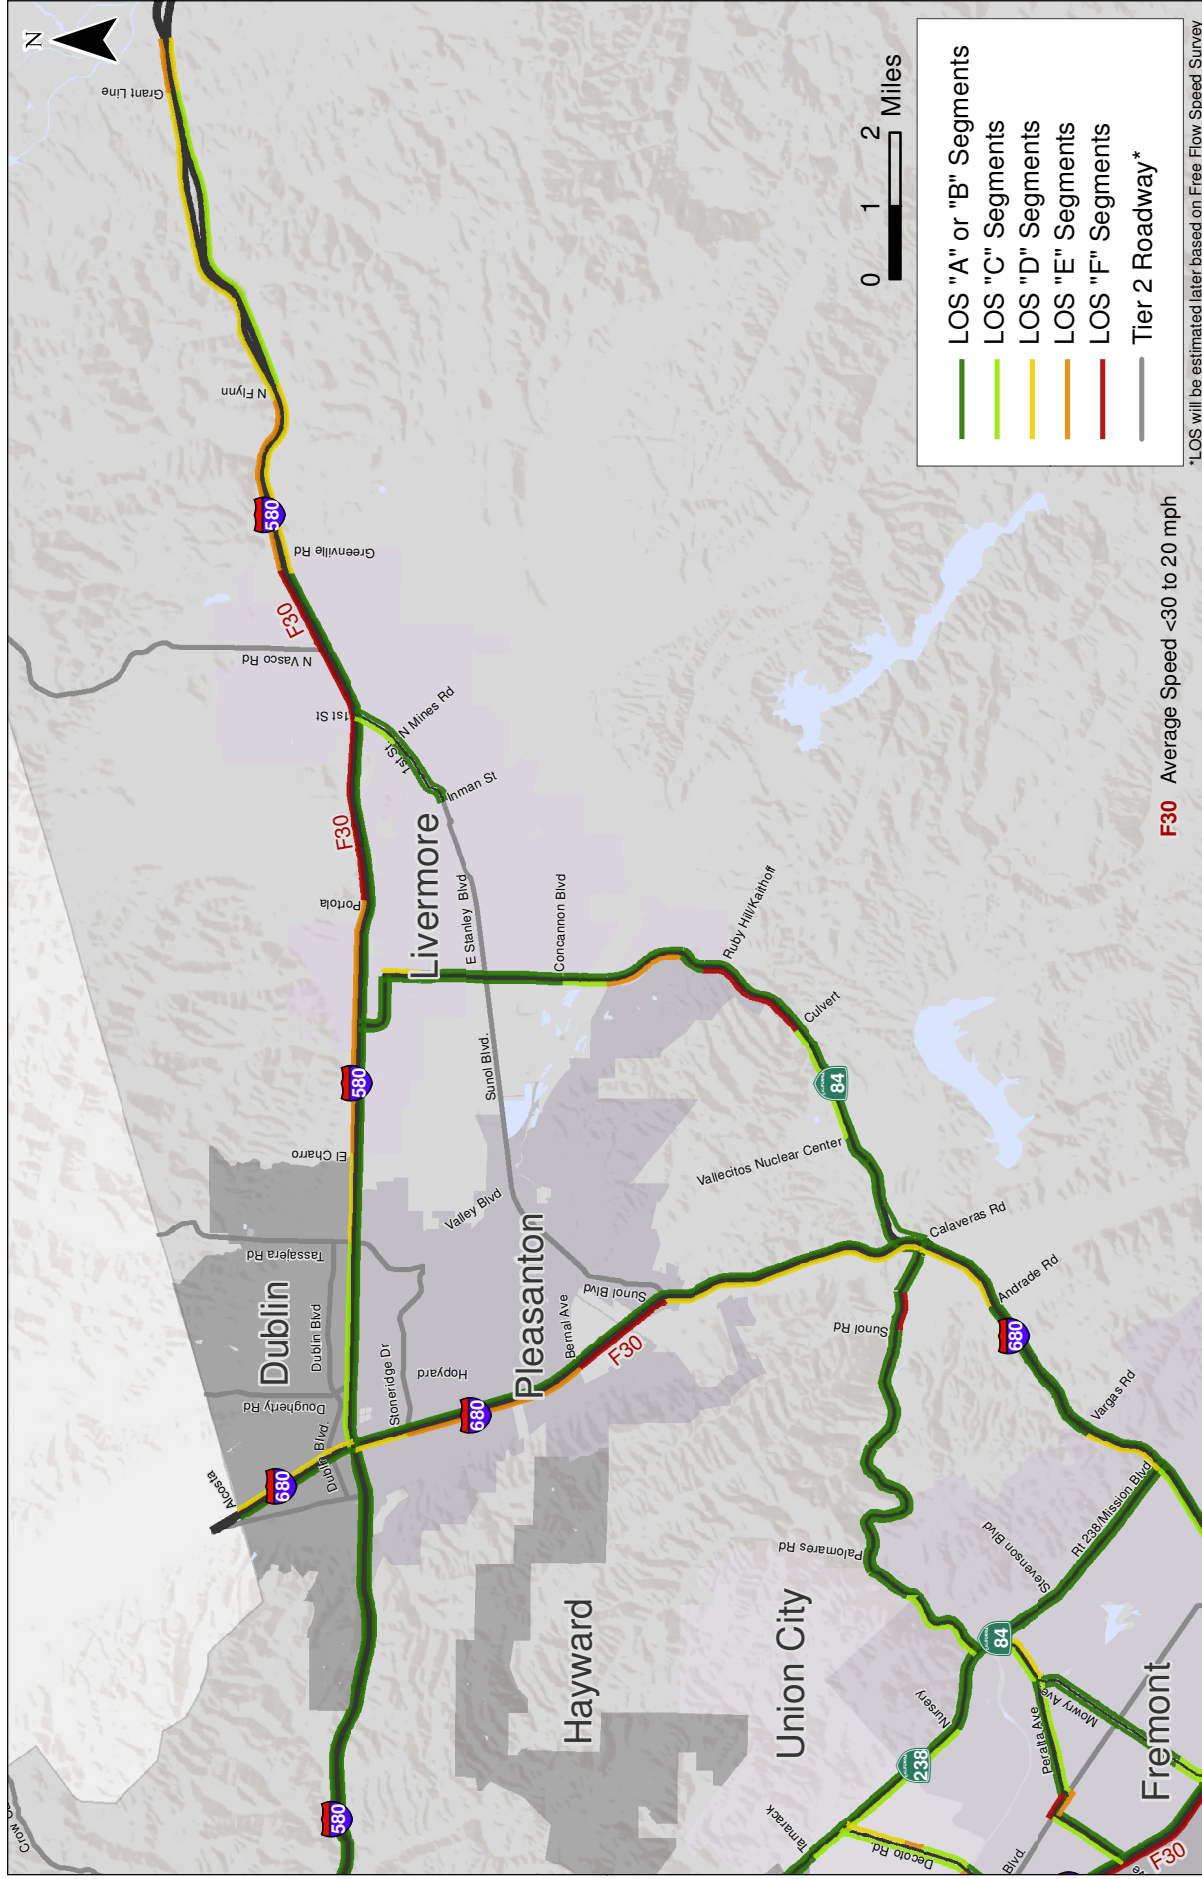 N
Grant Line
N Flynn
580
Greenville Rd
F30
N Vasco Rd
1st St
N Mines Rd
1st St
Inman St
F30
Portola
Livermore
E Stanley Blvd
Concannon Blvd
Ruby Hill/Kaithoff
Culvert
84
580
Sunol Blvd.
El Charro
Vallecitos Nuclear Center
Valley Blvd
Calaveras Rd
Tassajera Rd
Dublin
Dublin Blvd
Pleasanton
Sunol Blvd
Bernal Ave
Andrade Rd
Sunol Rd
680
F30
Stoneridge Dr
Hopyard
Dougherty Rd
680
Dublin Blvd.
Vargas Rd
680
Alcosta
Rt 238/Mission Blvd
Stevenson Blvd
Palomares Rd
Hayward
Union City
84
Nursery
Mowry Ave
Peralta Ave
Fremont
238
580
Tamarack
Decoto Rd.
Blvd.
F30
0 1 2 Miles
LOS "A" or "B" Segments
LOS "C" Segments
LOS "D" Segments
LOS "E" Segments
LOS "F" Segments
Tier 2 Roadway*
*LOS will be estimated later based on Free Flow Speed Survey
F30 Average Speed <30 to 20 mph